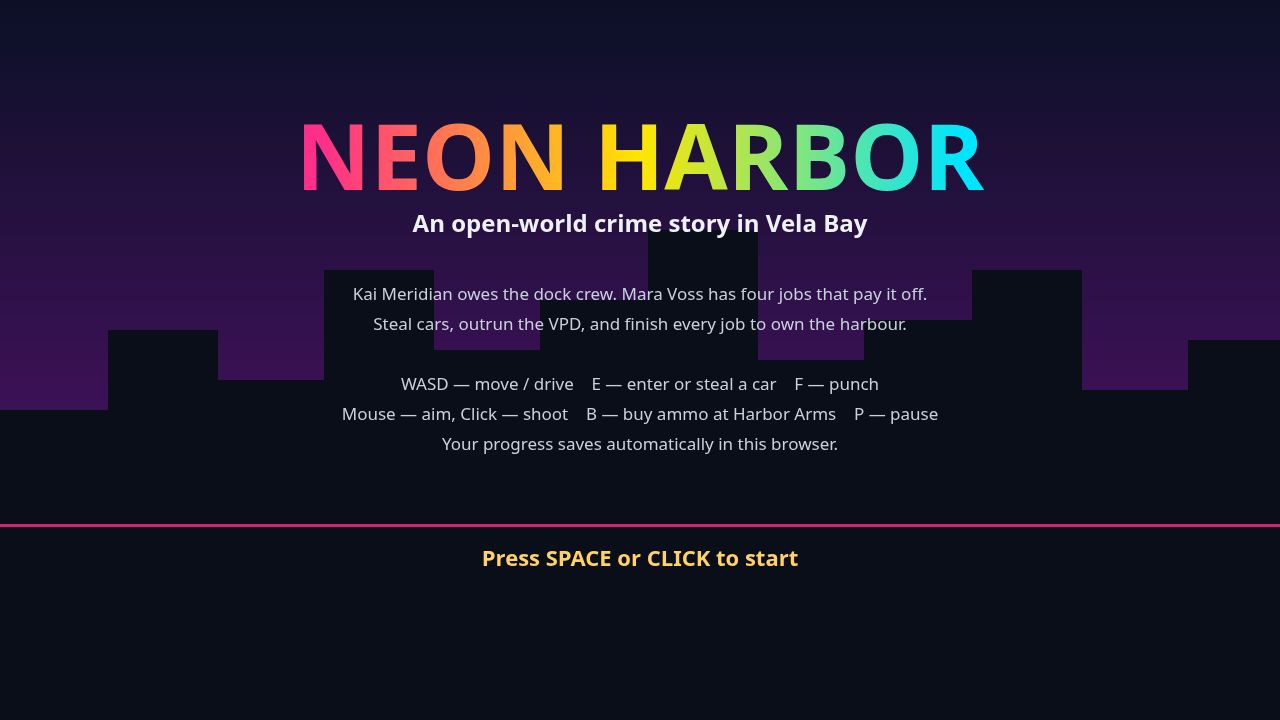 NEON HARBOR
An open-world crime story in Vela Bay
Kai Meridian owes the dock crew. Mara Voss has four jobs that pay it off.
Steal cars, outrun the VPD, and finish every job to own the harbour.
WASD — move / drive    E — enter or steal a car    F — punch
Mouse — aim, Click — shoot    B — buy ammo at Harbor Arms    P — pause
Your progress saves automatically in this browser.
Press SPACE or CLICK to start